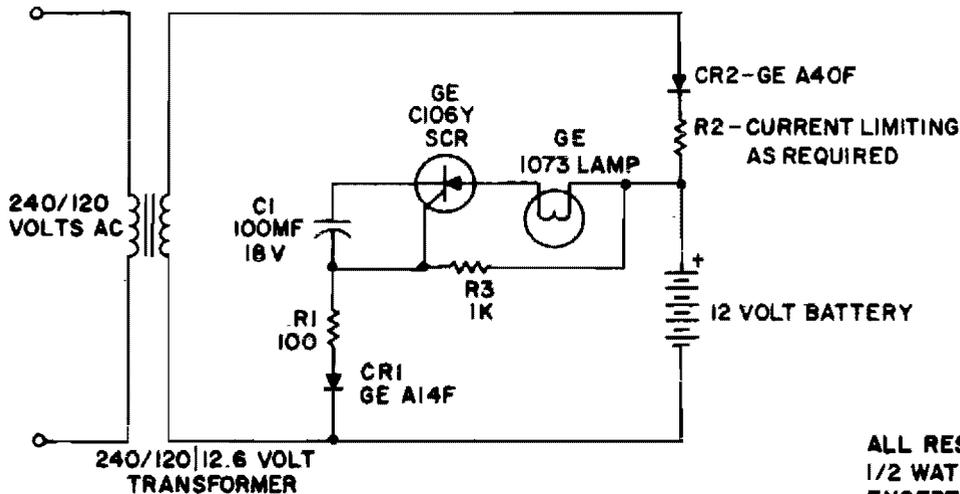 CR2-GE A40F
R2-CURRENT LIMITING
AS REQUIRED
GE
C106Y
SCR
GE
1073 LAMP
240/120
VOLTS AC
C1
100MF
18V
R3
1K
R1
100
+
12 VOLT BATTERY
CR1
GE A14F
240/120|12.6 VOLT
TRANSFORMER
ALL RES
1/2 WAT